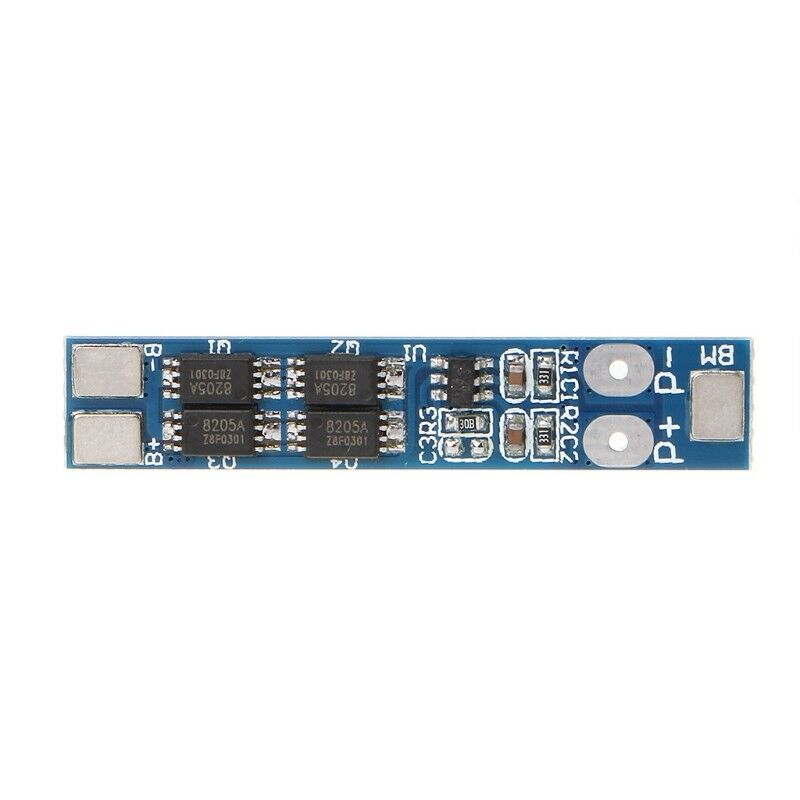 B-
Q1
Q2
U1
8205A
Z8F0301
8205A
Z8F0301
8205A
Z8F0301
8205A
Z8F0301
B+
Q3
Q4
C3R3
30B
331
331
R1C1R2C2
P-
P+
BM